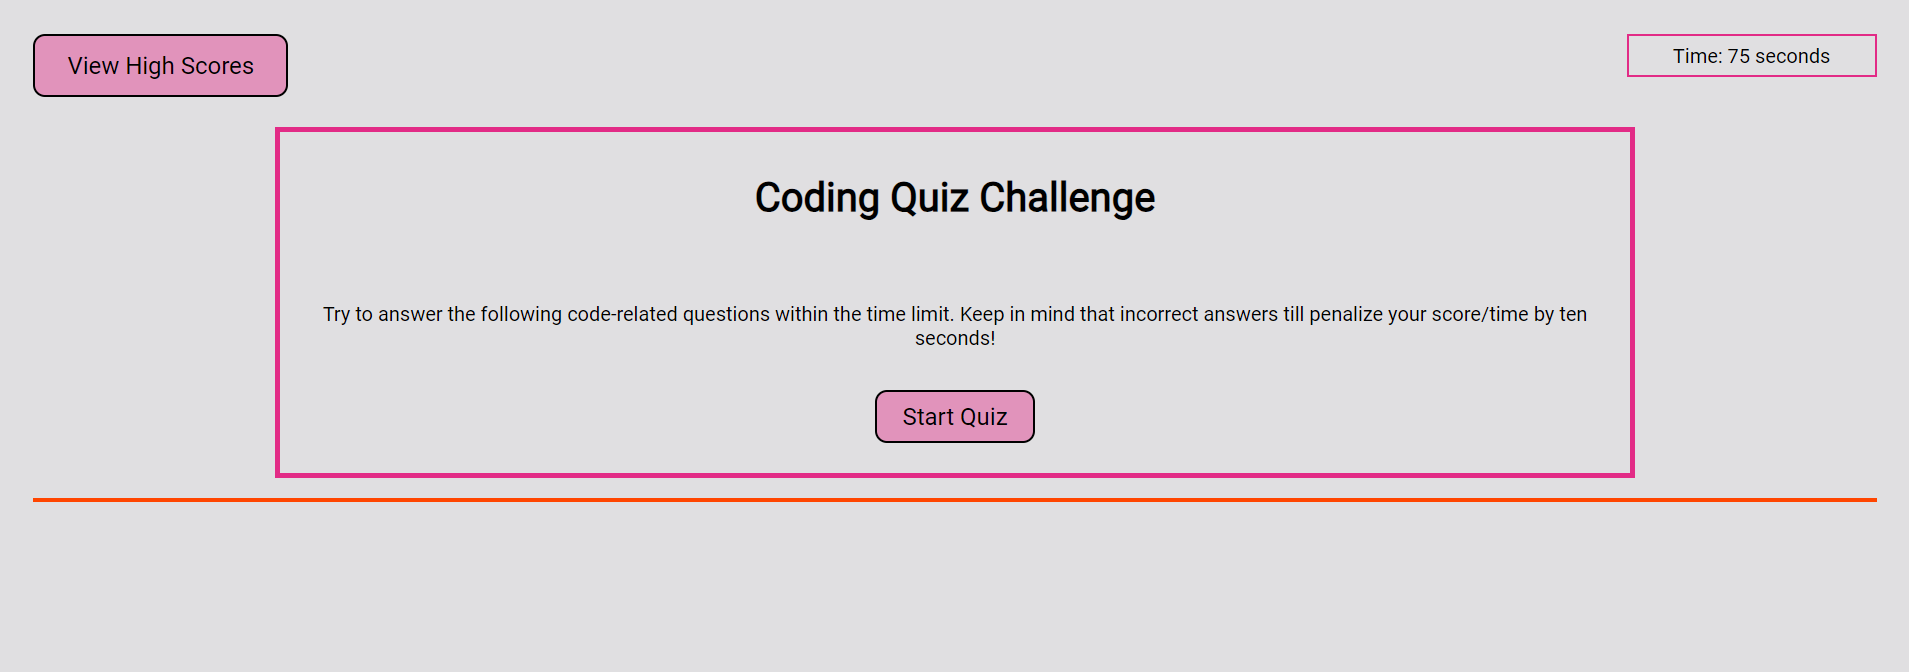 View High Scores
Time: 75 seconds
Coding Quiz Challenge
Try to answer the following code-related questions within the time limit. Keep in mind that incorrect answers till penalize your score/time by ten
seconds!
Start Quiz